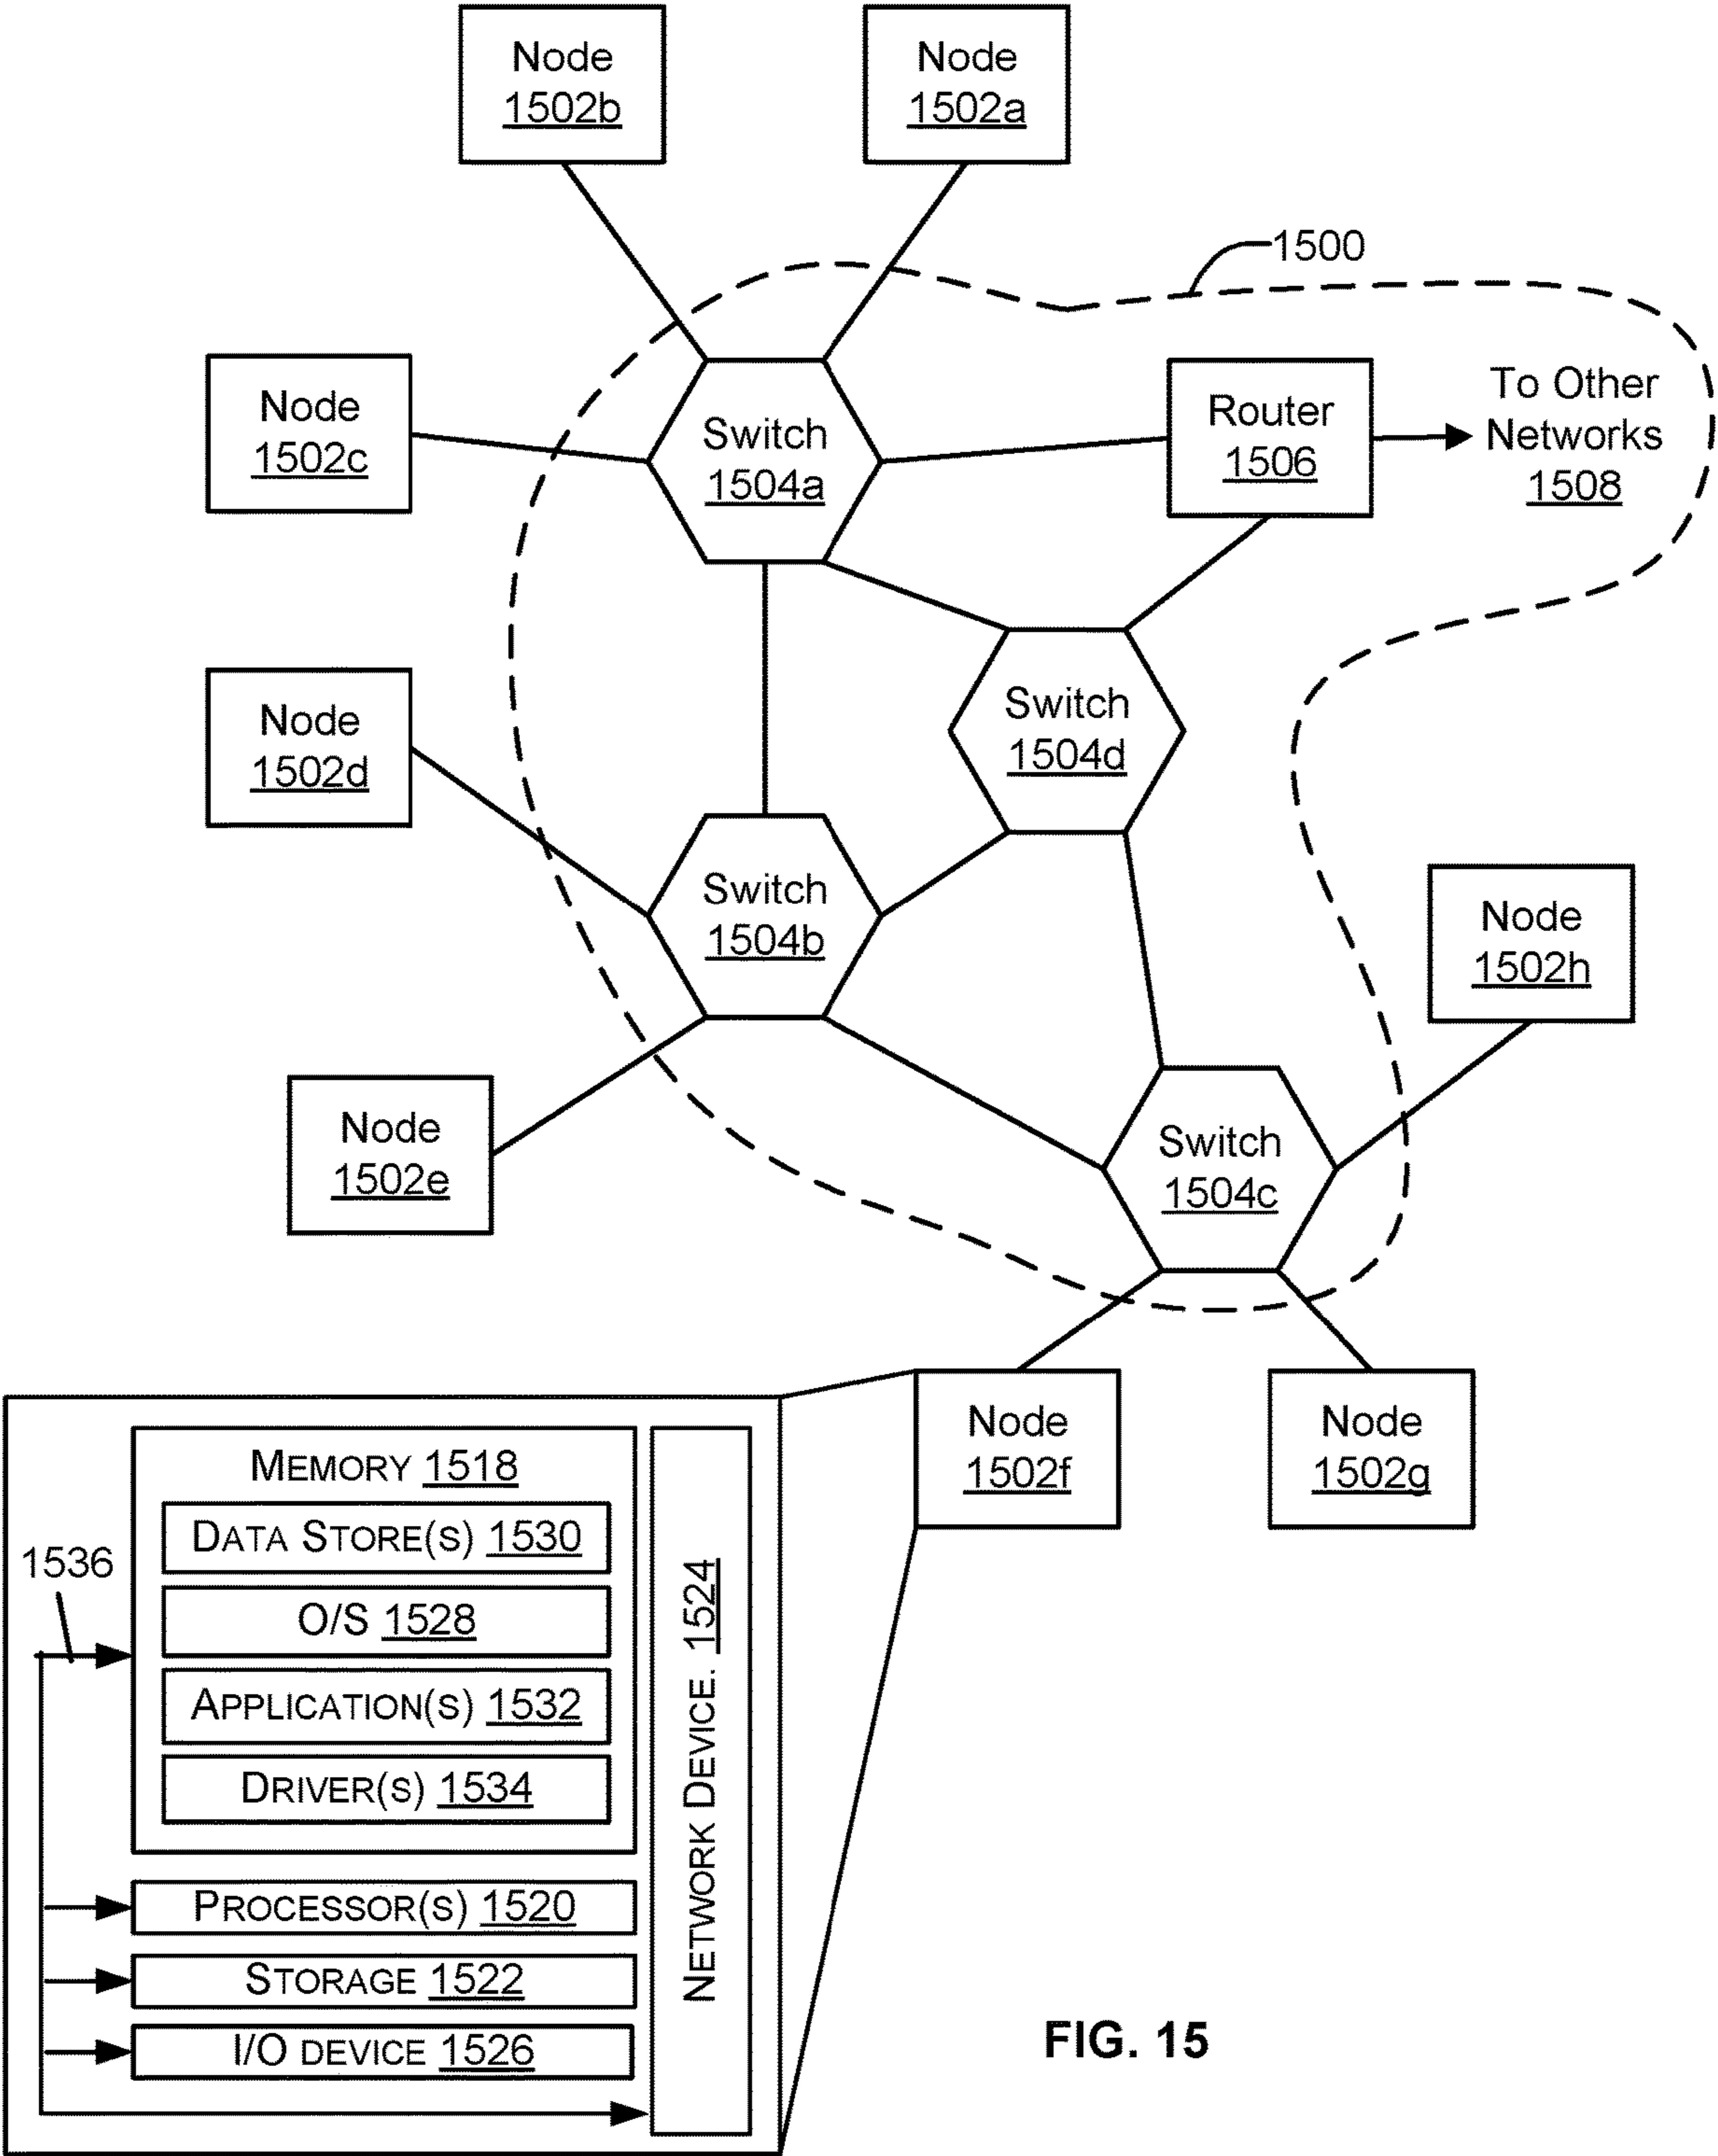 Node
1502b
Node
1502a
1500
Node
1502c
Switch
1504a
Router
1506
To Other
Networks
1508
Node
1502d
Switch
1504d
Switch
1504b
Node
1502h
Node
1502e
Switch
1504c
Node
1502f
Node
1502g
MEMORY 1518
DATA STORE(S) 1530
1536
O/S 1528
APPLICATION(S) 1532
DRIVER(S) 1534
PROCESSOR(S) 1520
STORAGE 1522
I/O DEVICE 1526
NETWORK DEVICE. 1524
FIG. 15